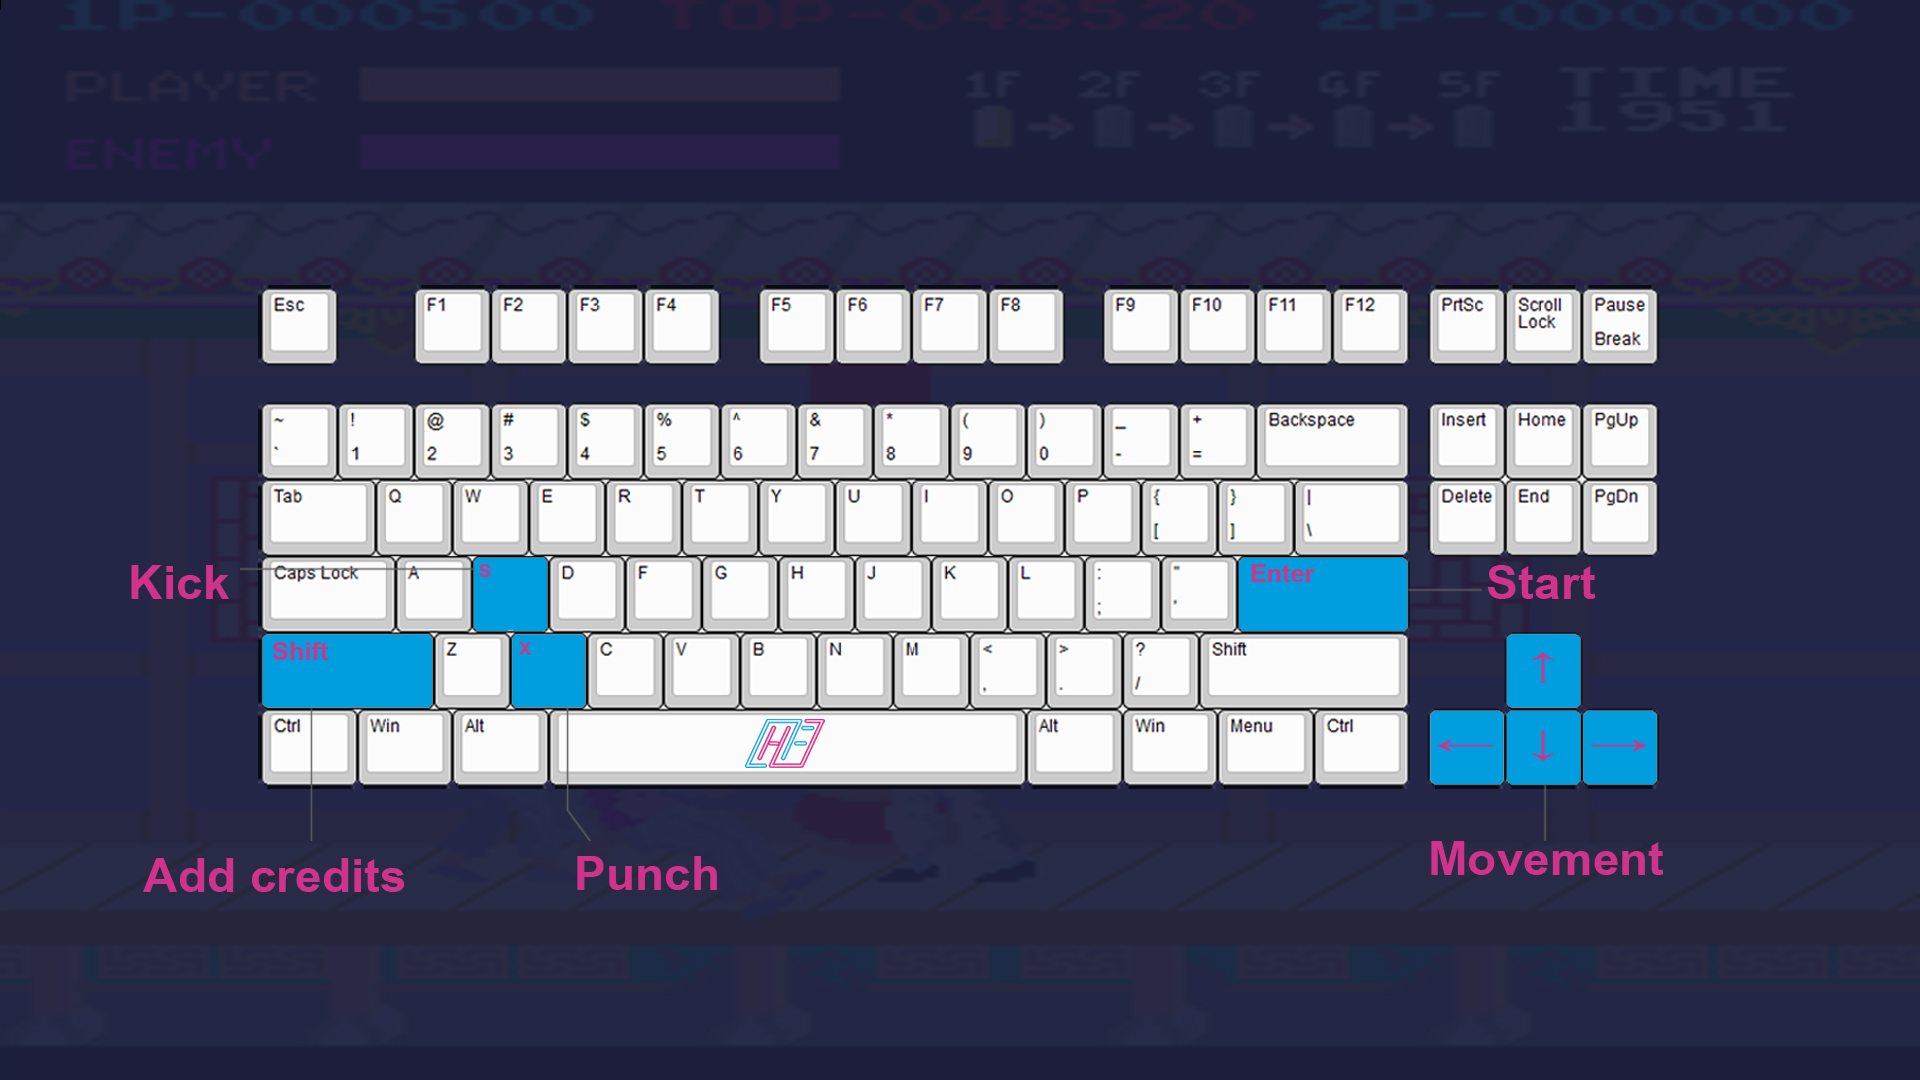 1P-000500 TOP-048520 2P-000000
PLAYER 1F 2F 3F 4F 5F TIME
1951
ENEMY
Esc F1 F2 F3 F4 F5 F6 F7 F8 F9 F10 F11 F12 PrtSc Scroll Lock Pause Break
~ ! @ # $ % ^ & * ( ) _ + Backspace Insert Home PgUp
` 1 2 3 4 5 6 7 8 9 0 - =
Tab Q W E R T Y U I O P { } | Delete End PgDn
[ ] \
Kick Caps Lock A S D F G H J K L : " Enter Start
; '
Shift Z X C V B N M < > ? Shift ↑
, . /
Ctrl Win Alt HF Alt Win Menu Ctrl ← ↓ →
Add credits Punch Movement